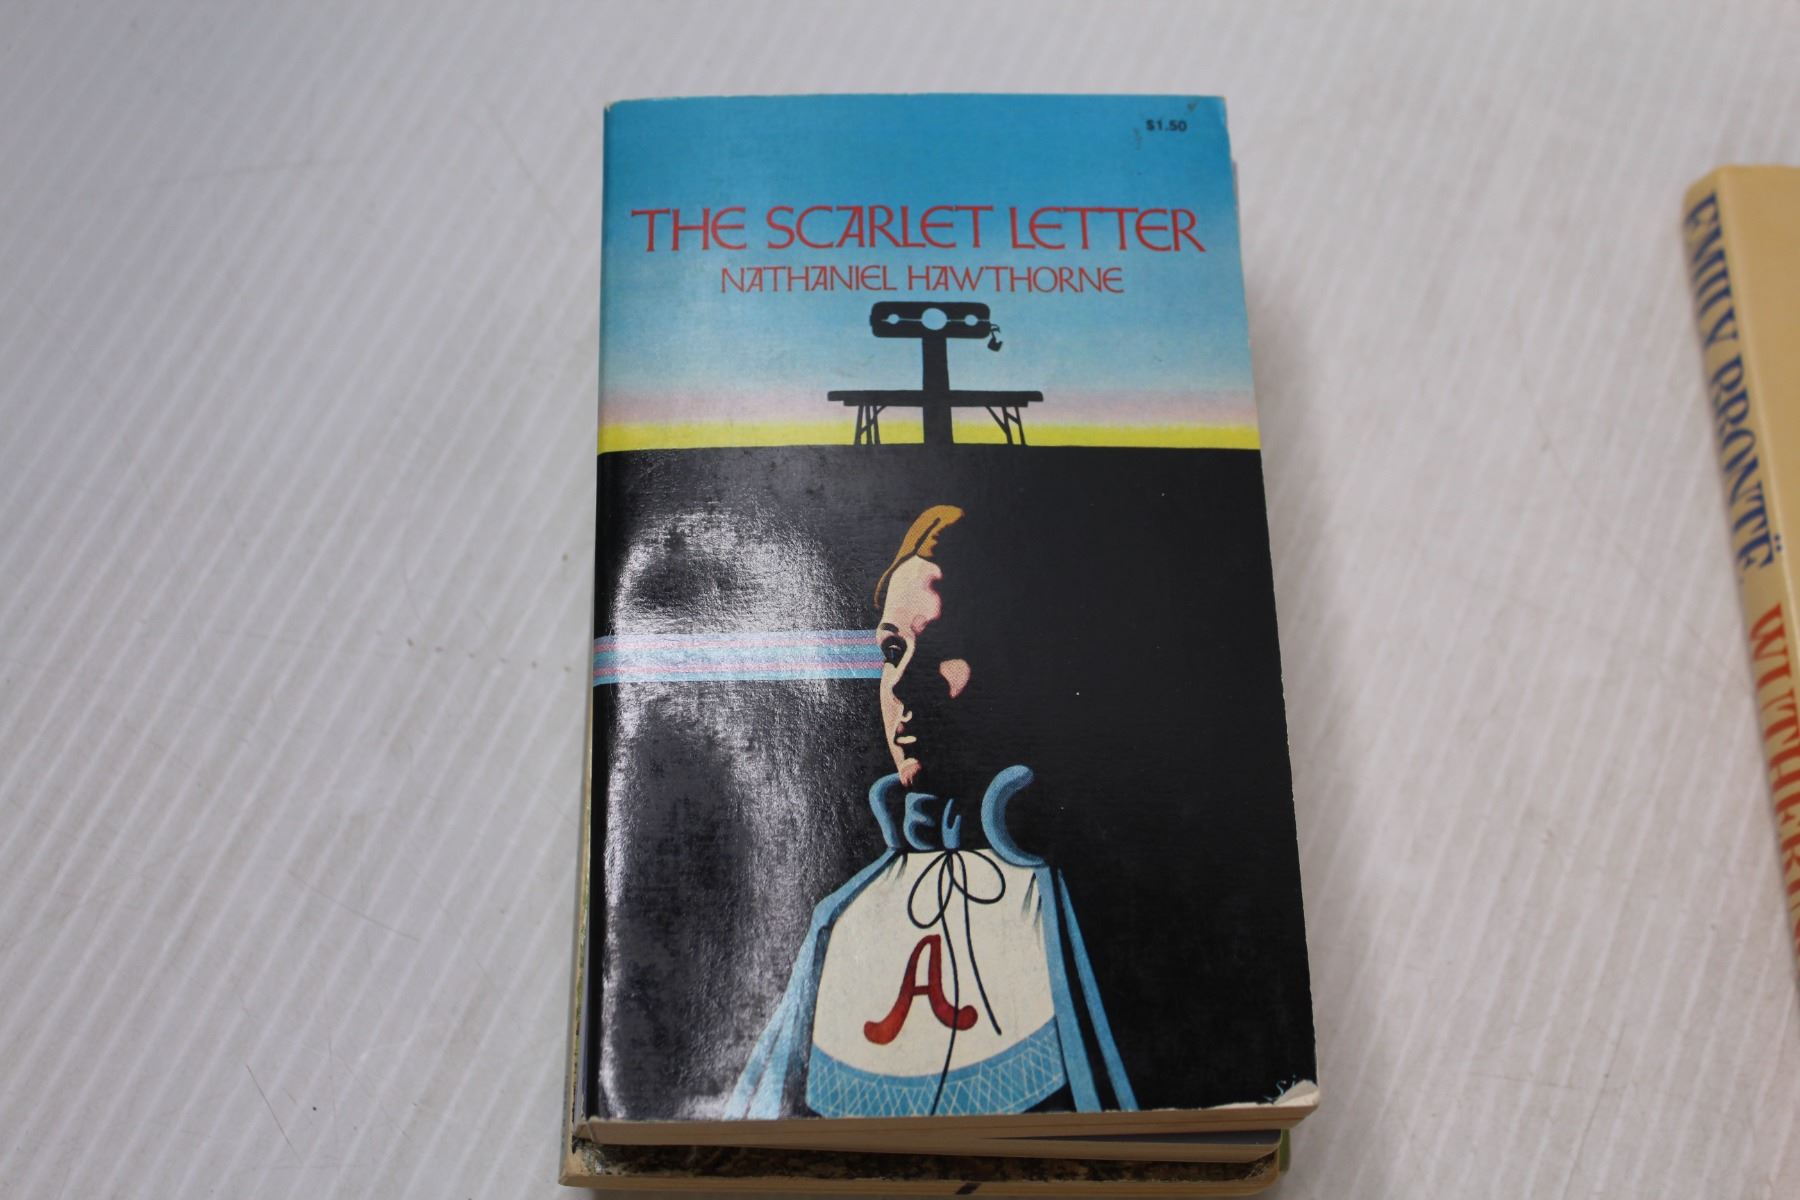 $1.50
THE SCARLET LETTER
NATHANIEL HAWTHORNE
A
EMILY BRONTË